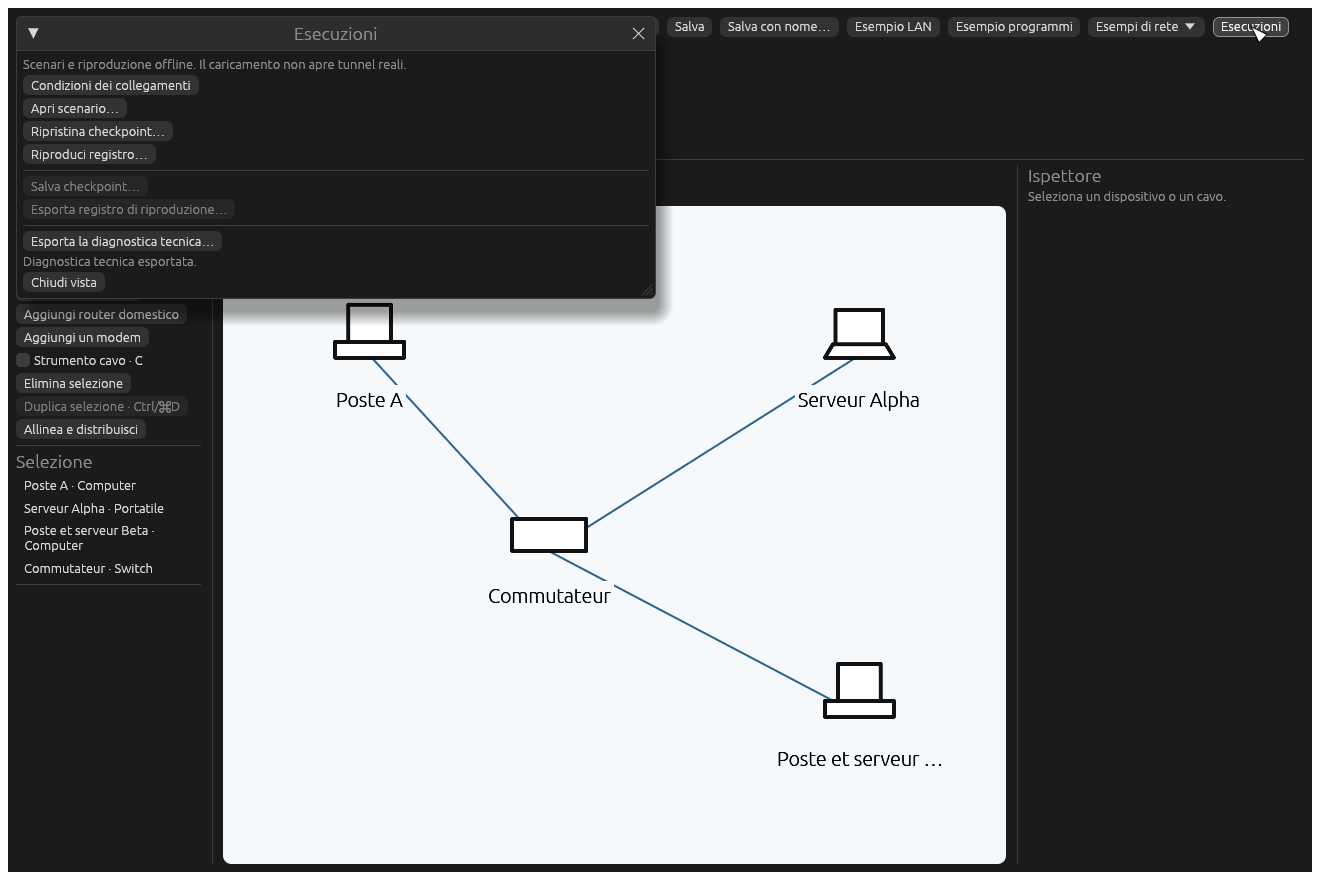 Esecuzioni
Salva
Salva con nome…
Esempio LAN
Esempio programmi
Esempi di rete
Esecuzioni
Scenari e riproduzione offline. Il caricamento non apre tunnel reali.
Condizioni dei collegamenti
Apri scenario…
Ripristina checkpoint…
Riproduci registro…
Salva checkpoint…
Esporta registro di riproduzione…
Esporta la diagnostica tecnica…
Diagnostica tecnica esportata.
Chiudi vista
Aggiungi router domestico
Aggiungi un modem
Strumento cavo · C
Elimina selezione
Duplica selezione · Ctrl/⌘D
Allinea e distribuisci
Selezione
Poste A · Computer
Serveur Alpha · Portatile
Poste et serveur Beta ·
Computer
Commutateur · Switch
Poste A
Serveur Alpha
Commutateur
Poste et serveur …
Ispettore
Seleziona un dispositivo o un cavo.